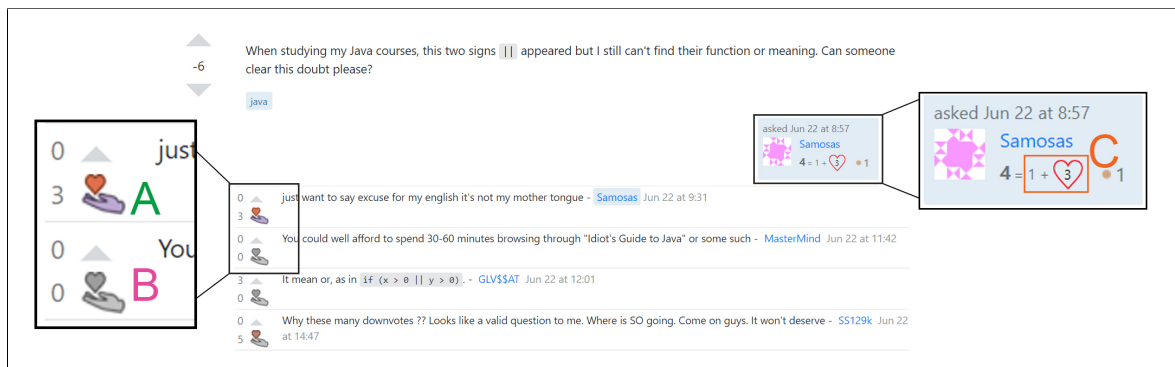 When studying my Java courses, this two signs || appeared but I still can't find their function or meaning. Can someone
-6
clear this doubt please?
java
asked Jun 22 at 8:57
Samosas
4 = 1 + 3 1
asked Jun 22 at 8:57
Samosas
C
4 = 1 + 3 1
0 just
3 A
0 You
0 B
0 just want to say excuse for my english it's not my mother tongue - Samosas Jun 22 at 9:31
3
0 You could well afford to spend 30-60 minutes browsing through "Idiot's Guide to Java" or some such - MasterMind Jun 22 at 11:42
0
3 It mean or, as in if (x > 0 || y > 0). - GLV$$AT Jun 22 at 12:01
0
0 Why these many downvotes ?? Looks like a valid question to me. Where is SO going. Come on guys. It won't deserve - SS129k Jun 22
5 at 14:47